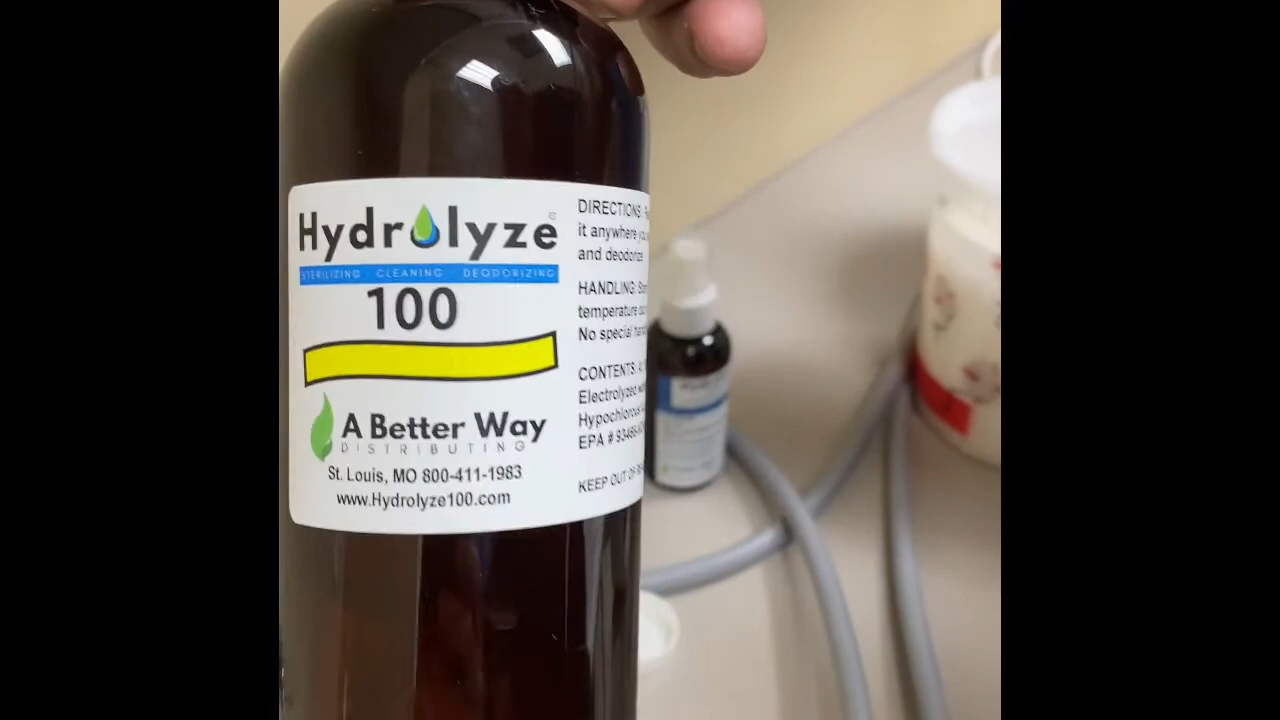 Hydrolyze
STERILIZING · CLEANING · DEODORIZING
100
A Better Way
DISTRIBUTING
St. Louis, MO 800-411-1983
www.Hydrolyze100.com
DIRECTIONS:
it anywhere
and deodorize
HANDLING:
temperature
No special
CONTENTS:
Electrolyzed
Hypochlorous
EPA #
KEEP OUT OF